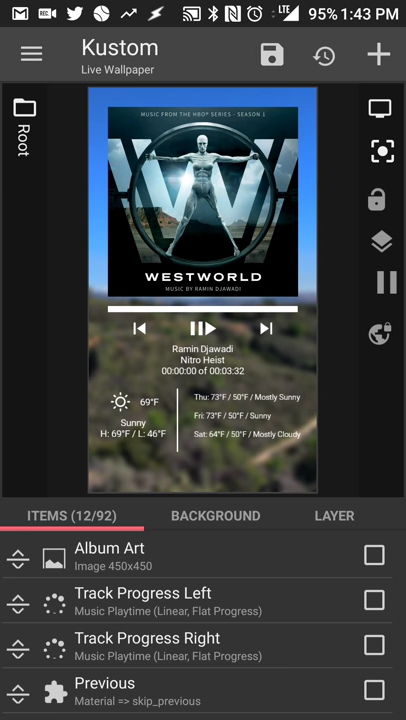 LTE
95% 1:43 PM
Kustom
Live Wallpaper
Root
MUSIC FROM THE HBO® SERIES · SEASON 1
WESTWORLD
MUSIC BY RAMIN DJAWADI
Ramin Djawadi
Nitro Heist
00:00:00 of 00:03:32
69°F
Sunny
H: 69°F / L: 46°F
Thu: 73°F / 50°F / Mostly Sunny
Fri: 73°F / 50°F / Sunny
Sat: 64°F / 50°F / Mostly Cloudy
ITEMS (12/92)
BACKGROUND
LAYER
Album Art
Image 450x450
Track Progress Left
Music Playtime (Linear, Flat Progress)
Track Progress Right
Music Playtime (Linear, Flat Progress)
Previous
Material => skip_previous